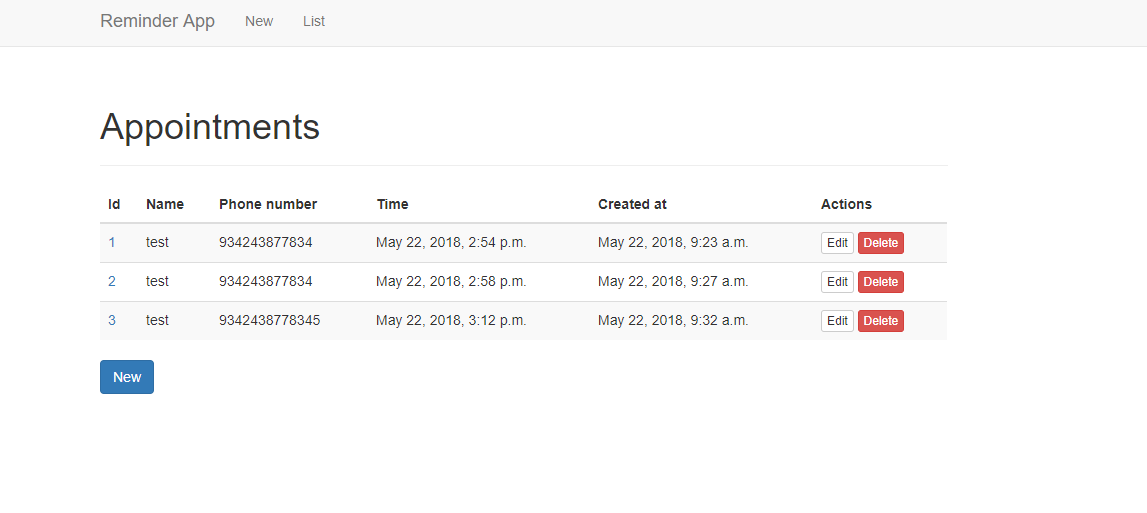 Reminder App New List
Appointments
Id Name Phone number Time Created at Actions
1 test 934243877834 May 22, 2018, 2:54 p.m. May 22, 2018, 9:23 a.m. Edit Delete
2 test 934243877834 May 22, 2018, 2:58 p.m. May 22, 2018, 9:27 a.m. Edit Delete
3 test 9342438778345 May 22, 2018, 3:12 p.m. May 22, 2018, 9:32 a.m. Edit Delete
New